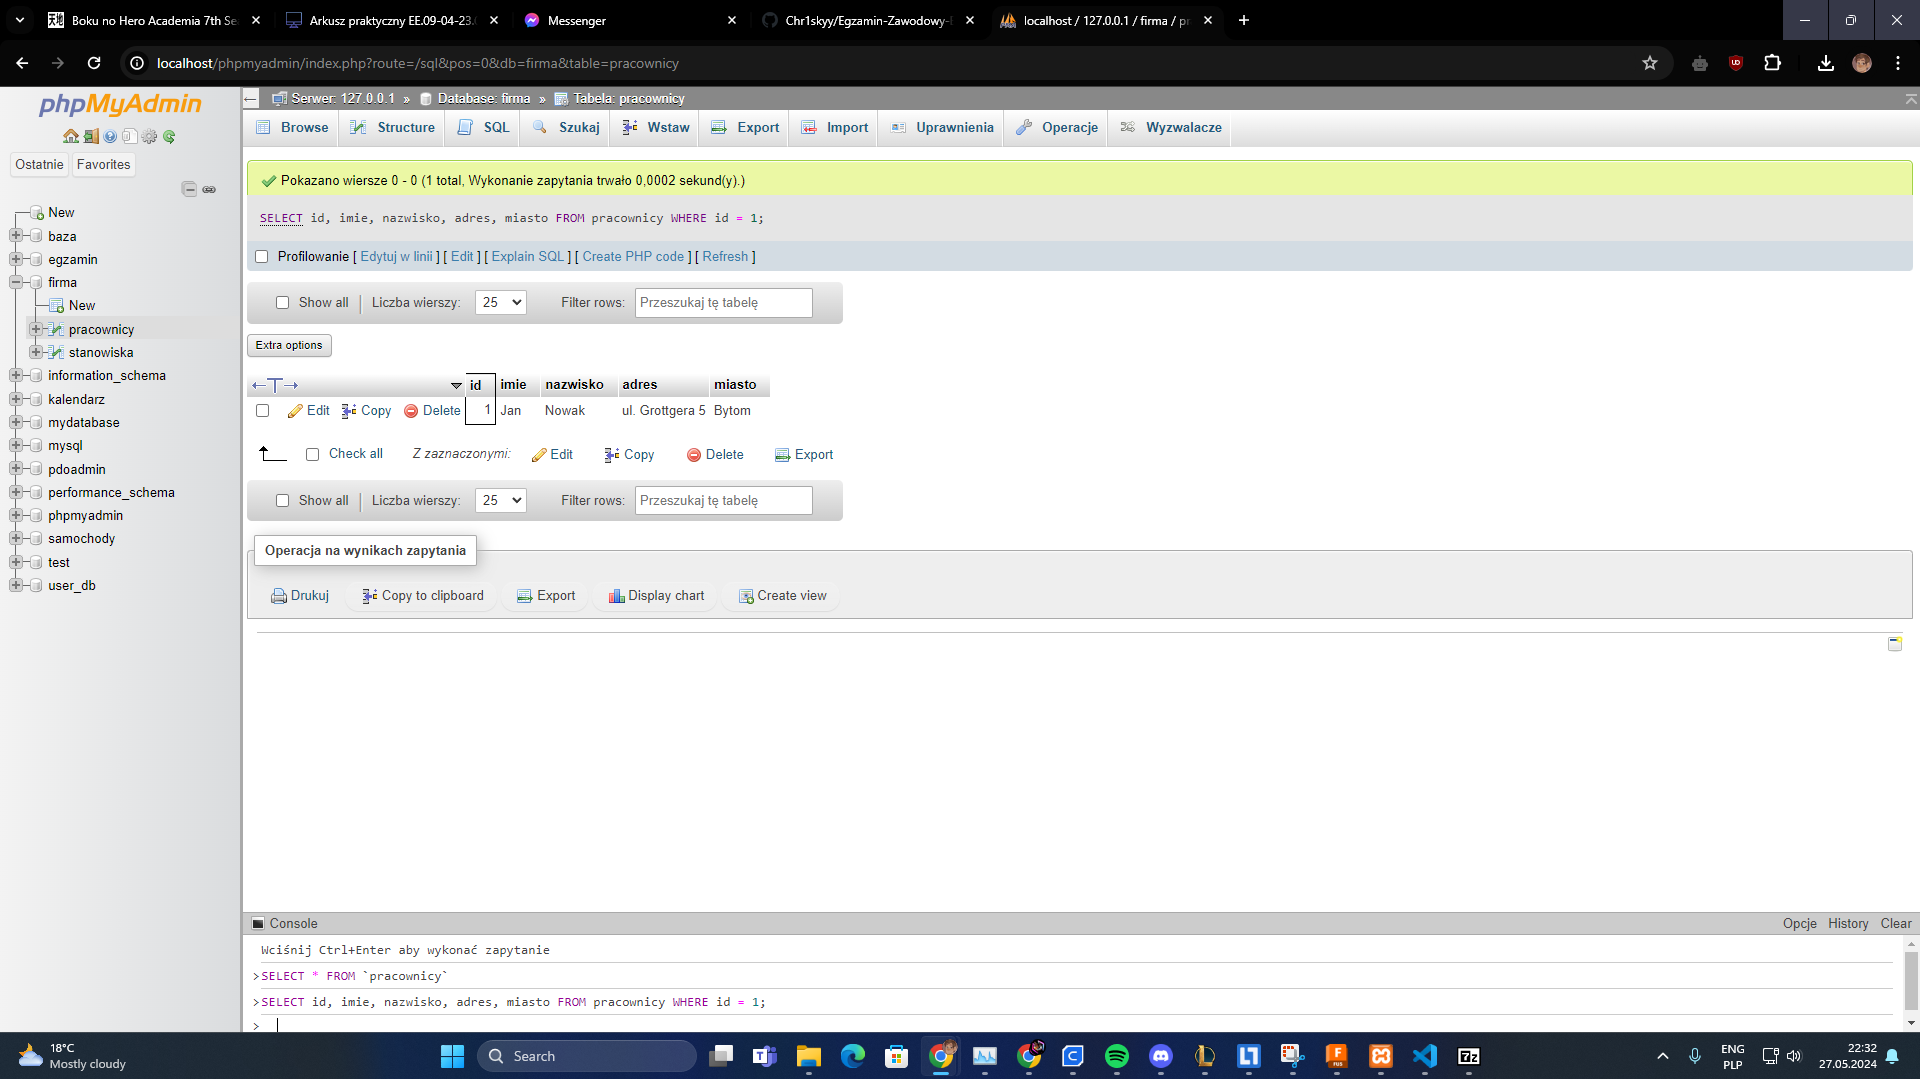 Boku no Hero Academia 7th Se
Arkusz praktyczny EE.09-04-23.
Messenger
Chr1skyy/Egzamin-Zawodowy-
localhost / 127.0.0.1 / firma / pr
localhost/phpmyadmin/index.php?route=/sql&pos=0&db=firma&table=pracownicy
phpMyAdmin
Ostatnie Favorites
New
baza
egzamin
firma
New
pracownicy
stanowiska
information_schema
kalendarz
mydatabase
mysql
pdoadmin
performance_schema
phpmyadmin
samochody
test
user_db
Serwer: 127.0.0.1 » Database: firma » Tabela: pracownicy
Browse Structure SQL Szukaj Wstaw Export Import Uprawnienia Operacje Wyzwalacze
Pokazano wiersze 0 - 0 (1 total, Wykonanie zapytania trwało 0,0002 sekund(y).)
SELECT id, imie, nazwisko, adres, miasto FROM pracownicy WHERE id = 1;
Profilowanie [ Edytuj w linii ] [ Edit ] [ Explain SQL ] [ Create PHP code ] [ Refresh ]
Show all Liczba wierszy: 25 Filter rows: Przeszukaj tę tabelę
Extra options
←T→ id imie nazwisko adres miasto
Edit Copy Delete 1 Jan Nowak ul. Grottgera 5 Bytom
Check all Z zaznaczonymi: Edit Copy Delete Export
Show all Liczba wierszy: 25 Filter rows: Przeszukaj tę tabelę
Operacja na wynikach zapytania
Drukuj Copy to clipboard Export Display chart Create view
Console Opcje History Clear
Wciśnij Ctrl+Enter aby wykonać zapytanie
>SELECT * FROM `pracownicy`
>SELECT id, imie, nazwisko, adres, miasto FROM pracownicy WHERE id = 1;
>
18°C
Mostly cloudy
Search
ENG
PLP
22:32
27.05.2024